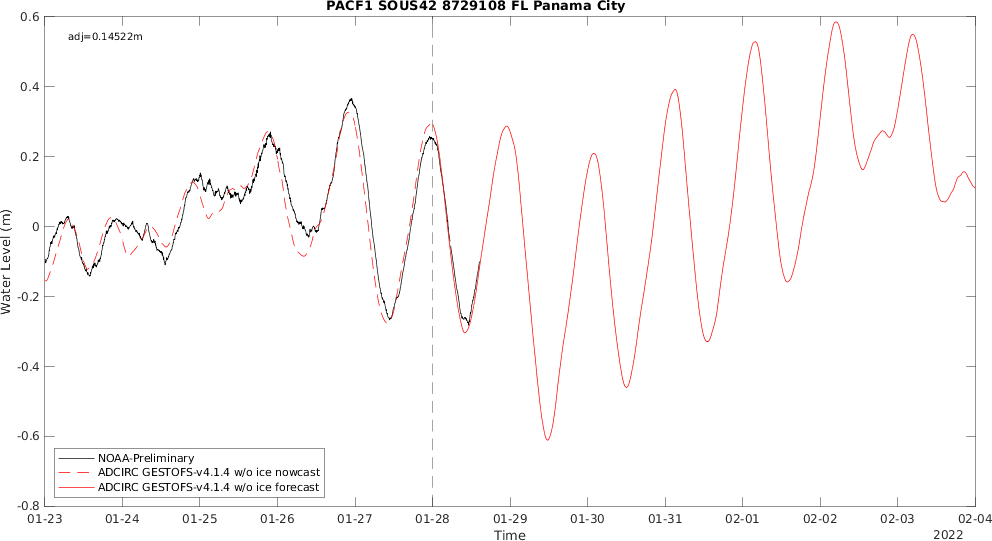 PACF1 SOUS42 8729108 FL Panama City
adj=0.14522m
Water Level (m)
0.6
0.4
0.2
0
-0.2
-0.4
-0.6
-0.8
NOAA-Preliminary
ADCIRC GESTOFS-v4.1.4 w/o ice nowcast
ADCIRC GESTOFS-v4.1.4 w/o ice forecast
01-23 01-24 01-25 01-26 01-27 01-28 01-29 01-30 01-31 02-01 02-02 02-03 02-04
Time
2022